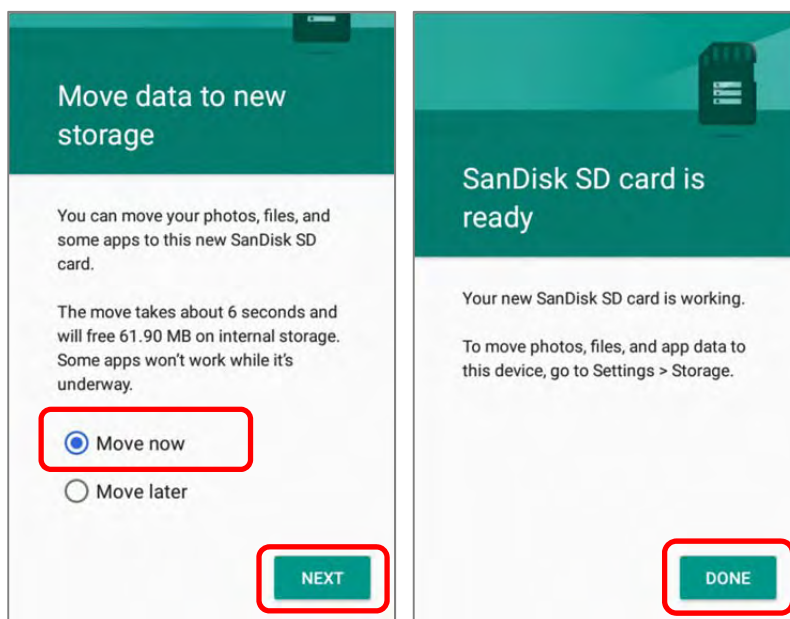 Move data to new
storage
You can move your photos, files, and
some apps to this new SanDisk SD
card.
The move takes about 6 seconds and
will free 61.90 MB on internal storage.
Some apps won't work while it's
underway.
Move now
Move later
NEXT
SanDisk SD card is
ready
Your new SanDisk SD card is working.
To move photos, files, and app data to
this device, go to Settings > Storage.
DONE